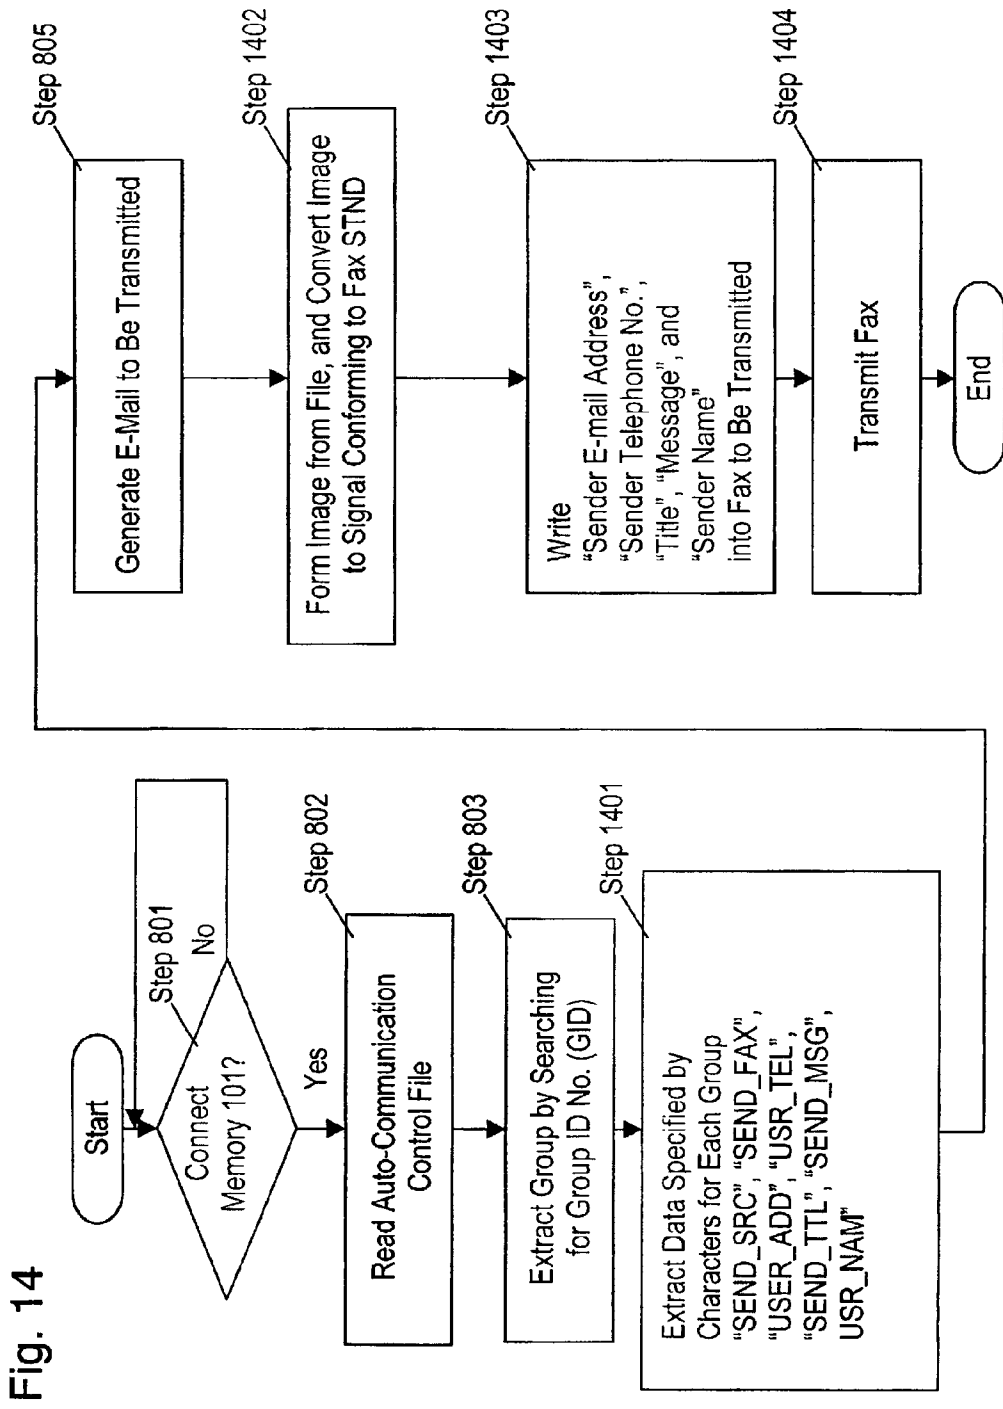 Fig. 14
Start
Step 801
Connect
Memory 101?
No
Yes
Step 802
Read Auto-Communication
Control File
Step 803
Extract Group by Searching
for Group ID No. (GID)
Step 1401
Extract Data Specified by
Characters for Each Group
“SEND_SRC”, “SEND_FAX”,
“USER_ADD”, “USR_TEL”,
“SEND_TTL”, “SEND_MSG”,
USR_NAM”
Step 805
Generate E-Mail to Be Transmitted
Step 1402
Form Image from File, and Convert Image
to Signal Conforming to Fax STND
Step 1403
Write
“Sender E-mail Address”,
“Sender Telephone No.”,
“Title”, “Message”, and
“Sender Name”
into Fax to Be Transmitted
Step 1404
Transmit Fax
End